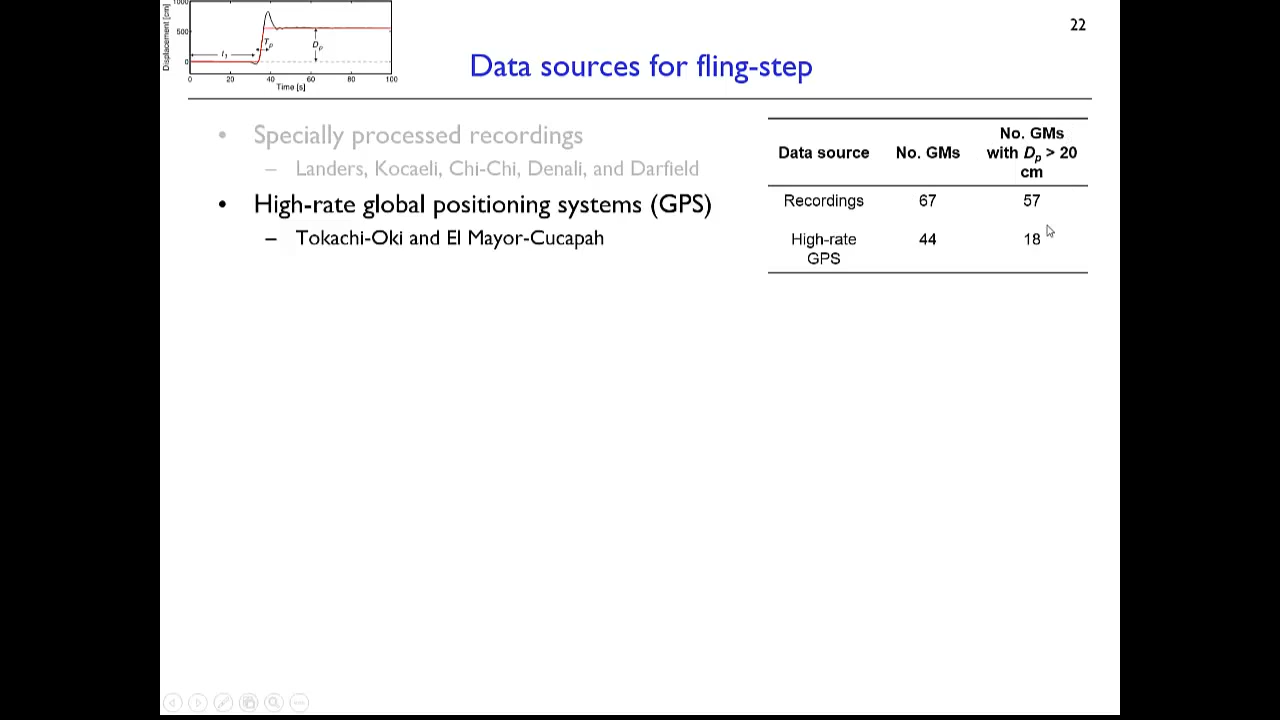 1000
500
0
Displacement [cm]
t1
Tp
Dp
0 20 40 60 80 100
Time [s]
22
Data sources for fling-step
• Specially processed recordings
– Landers, Kocaeli, Chi-Chi, Denali, and Darfield
• High-rate global positioning systems (GPS)
– Tokachi-Oki and El Mayor-Cucapah
Data source No. GMs No. GMs
with Dp > 20
cm
Recordings 67 57
High-rate 44 18
GPS